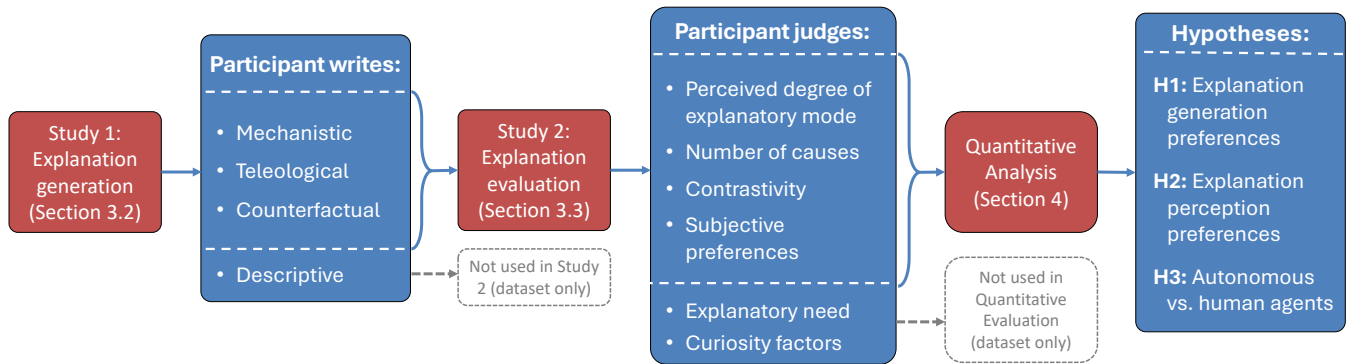 Study 1:
Explanation
generation
(Section 3.2)
Participant writes:
• Mechanistic
• Teleological
• Counterfactual
• Descriptive
Study 2:
Explanation
evaluation
(Section 3.3)
Not used in Study
2 (dataset only)
Participant judges:
• Perceived degree of
explanatory mode
• Number of causes
• Contrastivity
• Subjective
preferences
• Explanatory need
• Curiosity factors
Quantitative
Analysis
(Section 4)
Not used in
Quantitative
Evaluation
(dataset only)
Hypotheses:
H1: Explanation
generation
preferences
H2: Explanation
perception
preferences
H3: Autonomous
vs. human agents